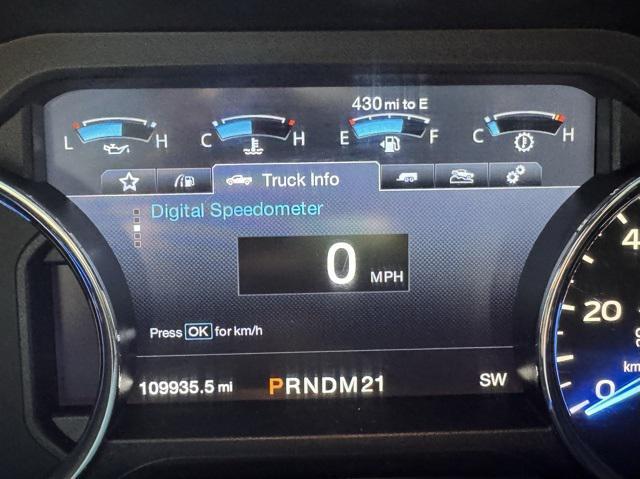 430 mi to E
L H C H E F C H
Truck Info
Digital Speedometer
0 MPH
Press OK for km/h
109935.5 mi PRNDM21 SW
20
0